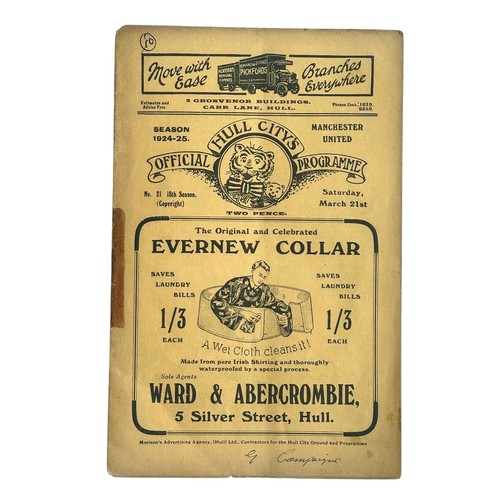 10
Move with Ease
PICKFORDS
Branches Everywhere
Estimates and Advice Free.
3 GROSVENOR BUILDINGS,
CARR LANE, HULL.
Phones Cent. 1619. 6359.
SEASON 1924-25.
HULL CITY'S
MANCHESTER UNITED
OFFICIAL PROGRAMME
No. 21 18th Season.
(Copyright)
Saturday,
March 21st
TWO PENCE.
The Original and Celebrated
EVERNEW COLLAR
SAVES LAUNDRY BILLS
1/3
EACH
SAVES LAUNDRY BILLS
1/3
EACH
A Wet Cloth cleans it!
Made from pure Irish Shirting and thoroughly
waterproofed by a special process.
Sole Agents
WARD & ABERCROMBIE,
5 Silver Street, Hull.
Morison's Advertising Agency, (Hull) Ltd., Contractors for the Hull City Ground and Programme